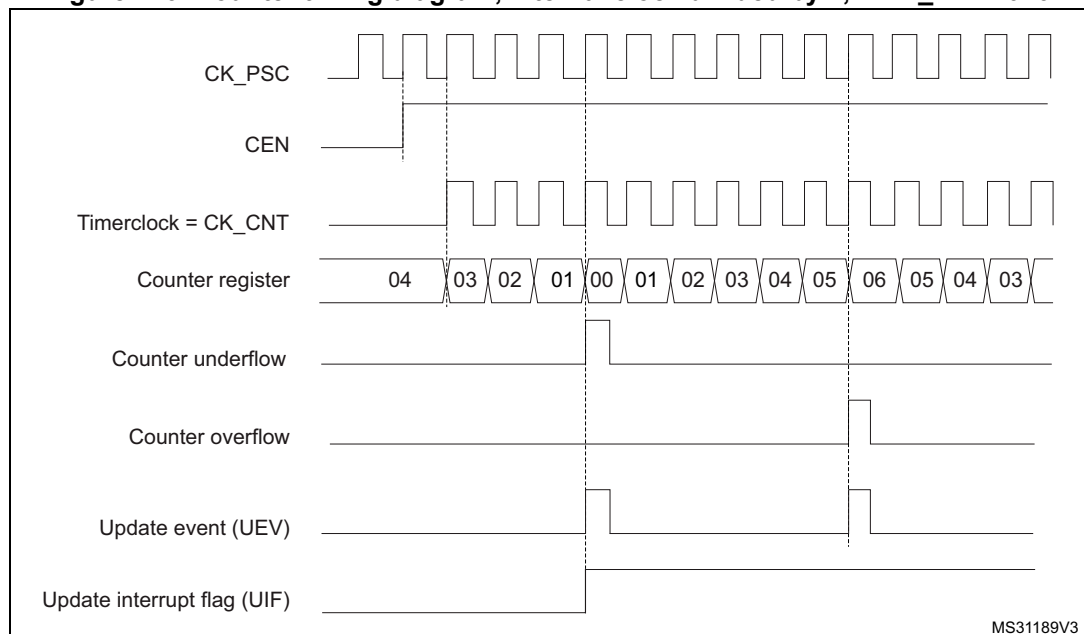 CK_PSC
CEN
Timerclock = CK_CNT
Counter register 04 03 02 01 00 01 02 03 04 05 06 05 04 03
Counter underflow
Counter overflow
Update event (UEV)
Update interrupt flag (UIF)
MS31189V3